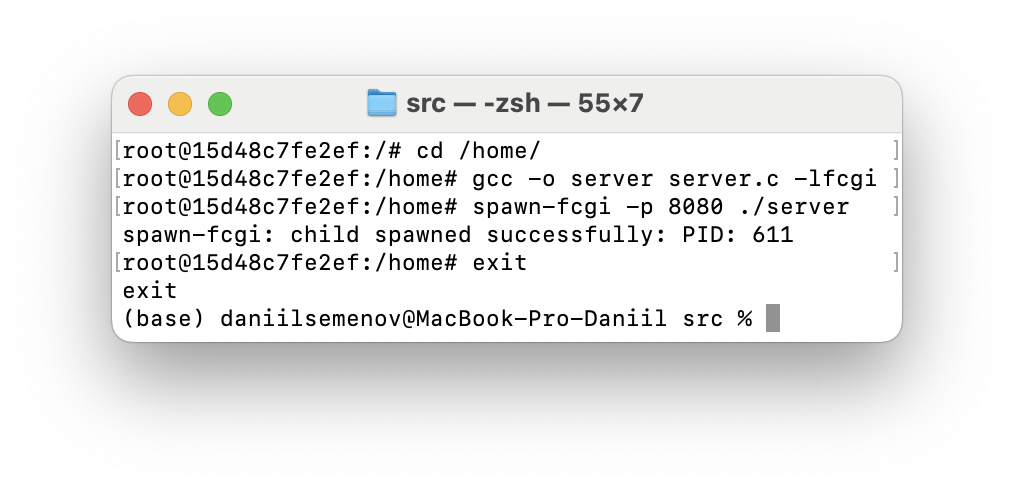 src — -zsh — 55×7
[root@15d48c7fe2ef:/# cd /home/ ]
[root@15d48c7fe2ef:/home# gcc -o server server.c -lfcgi ]
[root@15d48c7fe2ef:/home# spawn-fcgi -p 8080 ./server ]
spawn-fcgi: child spawned successfully: PID: 611
[root@15d48c7fe2ef:/home# exit ]
exit
(base) daniilsemenov@MacBook-Pro-Daniil src %